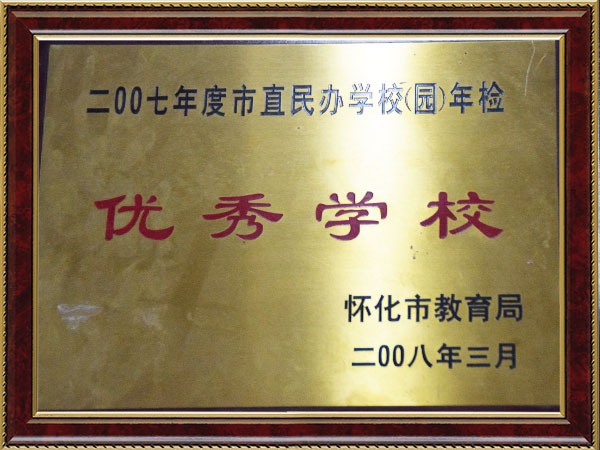 二00七年度市直民办学校(园)年检
优秀学校
怀化市教育局
二00八年三月